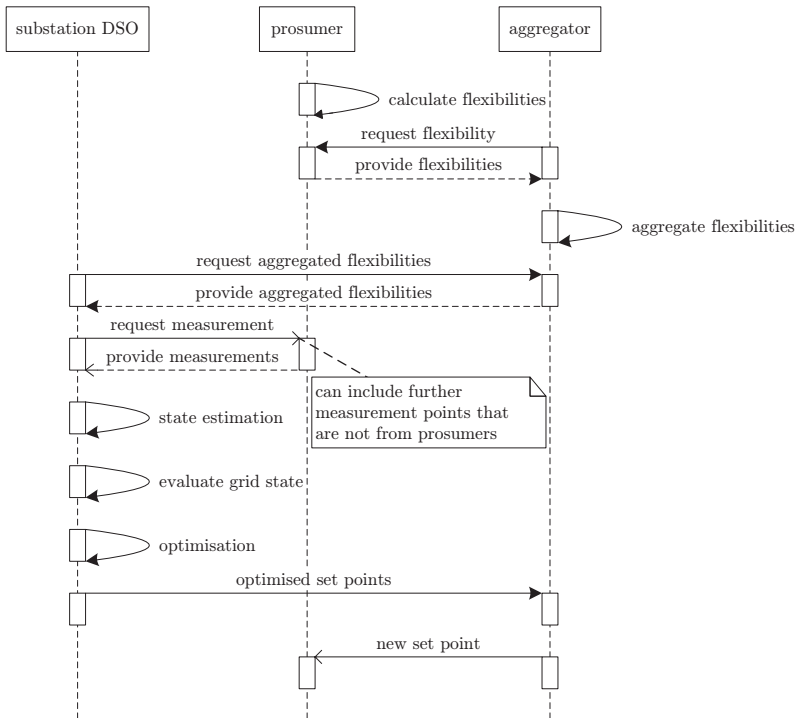 substation DSO
prosumer
aggregator
calculate flexibilities
request flexibility
provide flexibilities
aggregate flexibilities
request aggregated flexibilities
provide aggregated flexibilities
request measurement
provide measurements
can include further
measurement points that
are not from prosumers
state estimation
evaluate grid state
optimisation
optimised set points
new set point